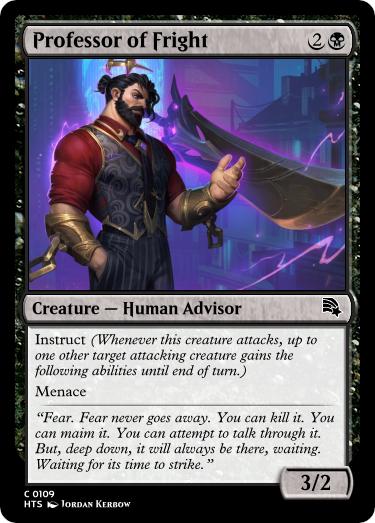 Professor of Fright 2
Creature — Human Advisor
Instruct (Whenever this creature attacks, up to
one other target attacking creature gains the
following abilities until end of turn.)
Menace
“Fear. Fear never goes away. You can kill it. You
can maim it. You can attempt to talk through it.
But, deep down, it will always be there, waiting.
Waiting for its time to strike.”
3/2
C 0109
HTS Jordan Kerbow